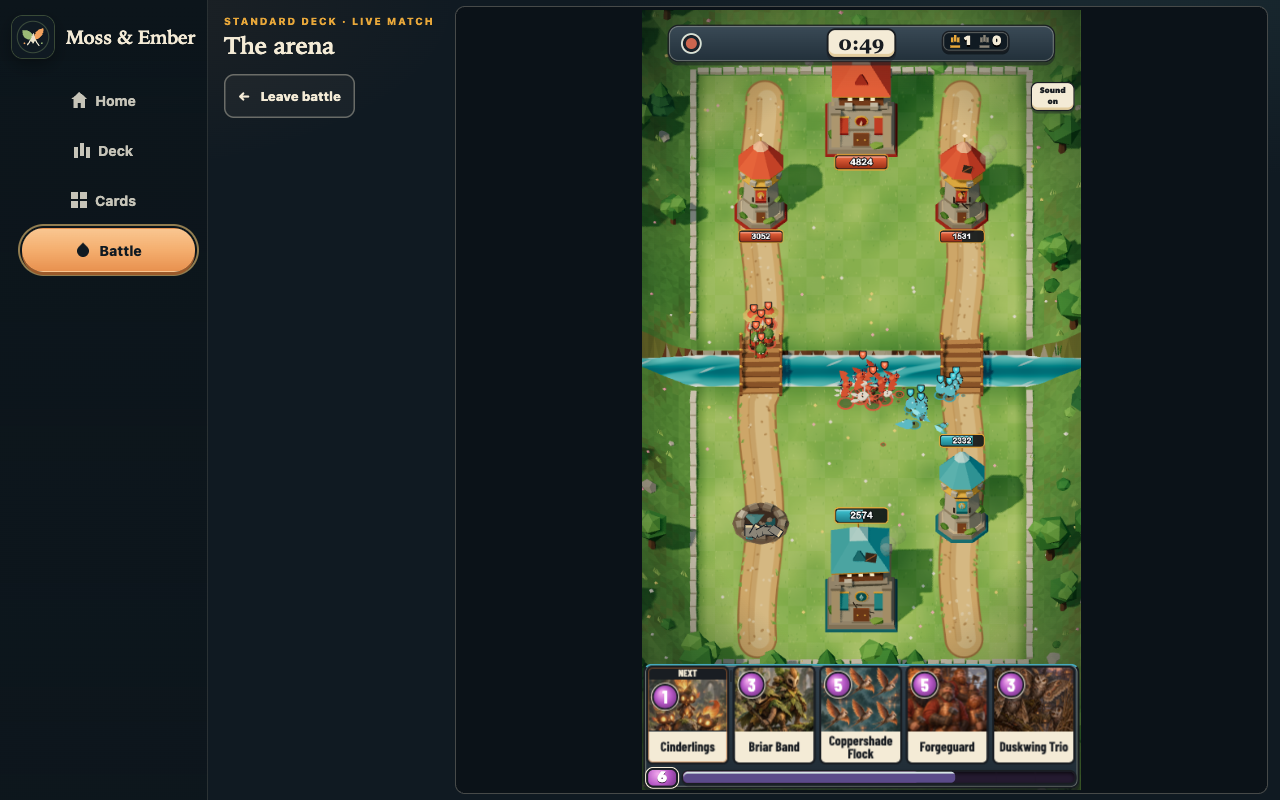 Moss & Ember
Home
Deck
Cards
Battle
STANDARD DECK · LIVE MATCH
The arena
Leave battle
0:49
1 0
Sound
on
4824
3052
1531
2332
2574
NEXT
1
Cinderlings
3
Briar Band
5
Coppershade
Flock
5
Forgeguard
3
Duskwing Trio
6